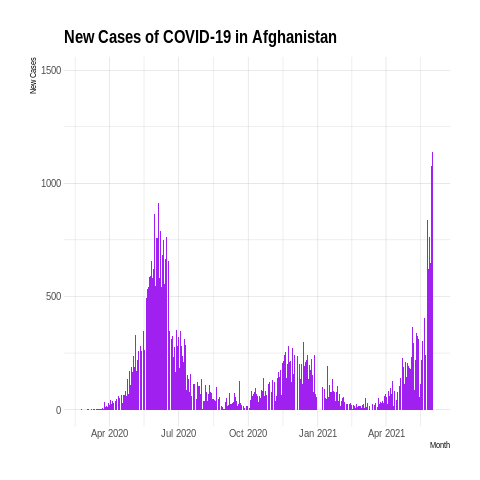 New Cases of COVID-19 in Afghanistan
New Cases
1500
1000
500
0
Apr 2020 Jul 2020 Oct 2020 Jan 2021 Apr 2021
Month